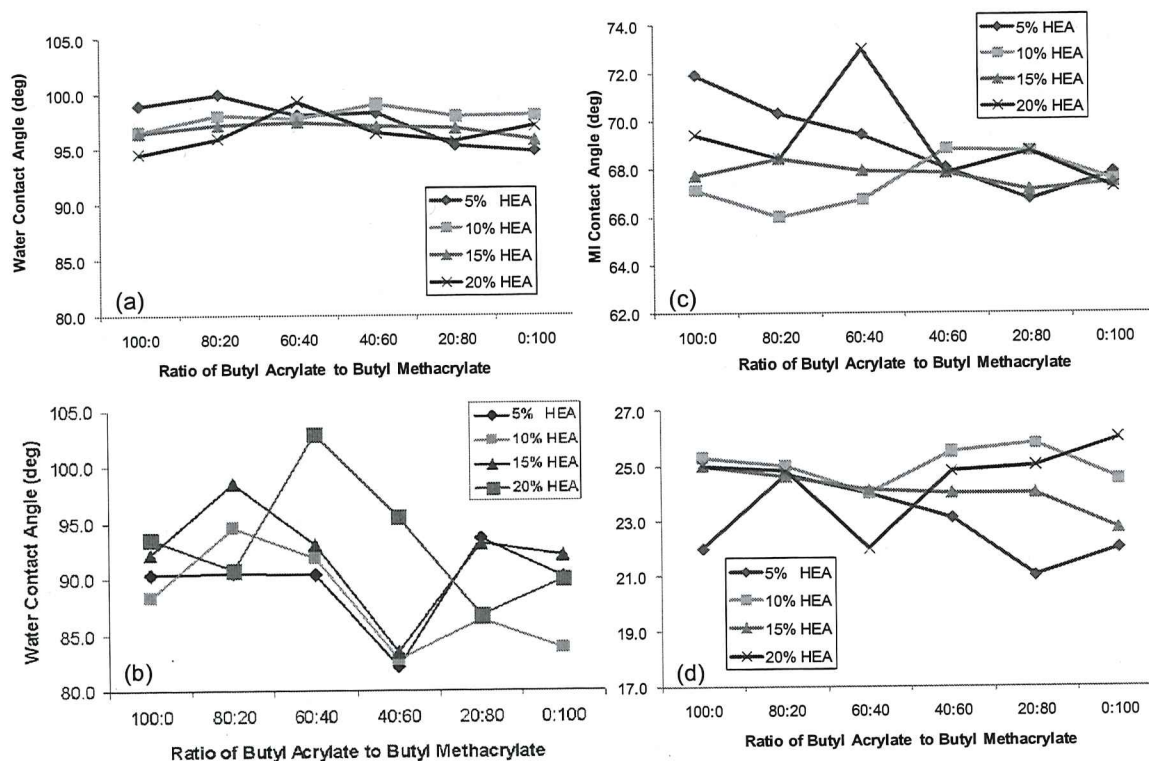 105.0
100.0
95.0
90.0
85.0
80.0
Water Contact Angle (deg)
5% HEA
10% HEA
15% HEA
20% HEA
(a)
100:0 80:20 60:40 40:60 20:80 0:100
Ratio of Butyl Acrylate to Butyl Methacrylate
74.0
72.0
70.0
68.0
66.0
64.0
62.0
MI Contact Angle (deg)
5% HEA
10% HEA
15% HEA
20% HEA
(c)
100:0 80:20 60:40 40:60 20:80 0:100
Ratio of Butyl Acrylate to Butyl Methacrylate
105.0
100.0
95.0
90.0
85.0
80.0
Water Contact Angle (deg)
5% HEA
10% HEA
15% HEA
20% HEA
(b)
100:0 80:20 60:40 40:60 20:80 0:100
Ratio of Butyl Acrylate to Butyl Methacrylate
27.0
25.0
23.0
21.0
19.0
17.0
5% HEA
10% HEA
15% HEA
20% HEA
(d)
100:0 80:20 60:40 40:60 20:80 0:100
Ratio of Butyl Acrylate to Butyl Methacrylate